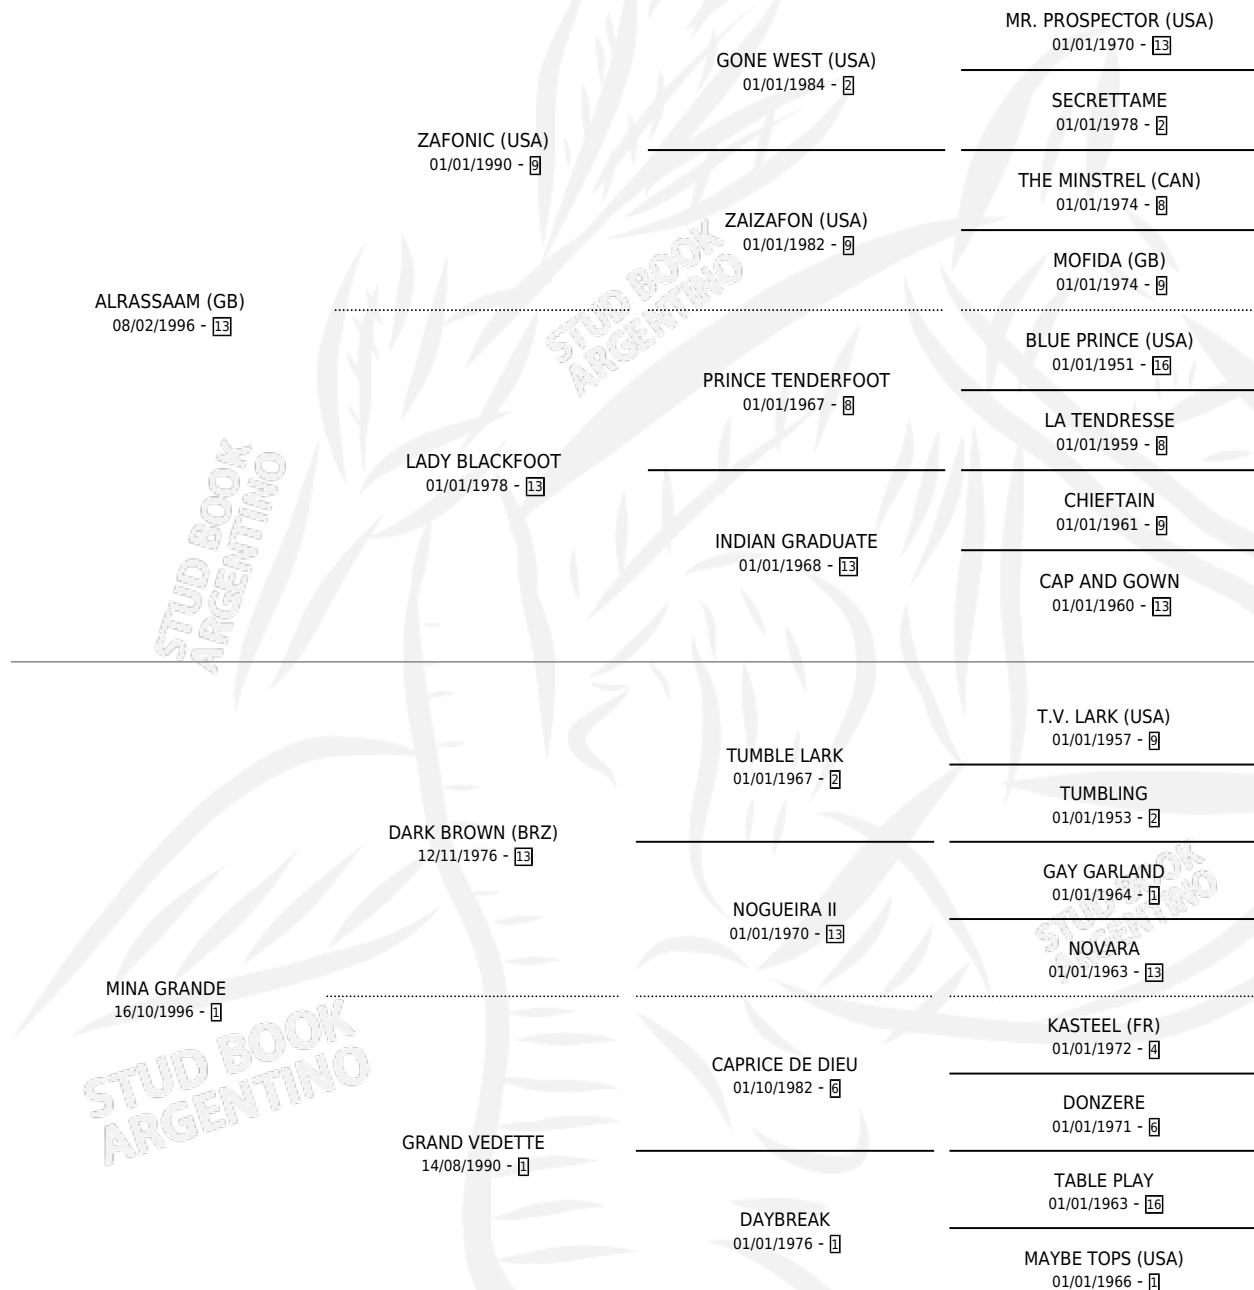 MR. PROSPECTOR (USA)
01/01/1970 - 13
GONE WEST (USA)
01/01/1984 - 2
SECRETTAME
01/01/1978 - 2
ZAFONIC (USA)
01/01/1990 - 9
THE MINSTREL (CAN)
01/01/1974 - 8
ZAIZAFON (USA)
01/01/1982 - 9
MOFIDA (GB)
01/01/1974 - 9
ALRASSAAM (GB)
08/02/1996 - 13
BLUE PRINCE (USA)
01/01/1951 - 16
PRINCE TENDERFOOT
01/01/1967 - 8
LA TENDRESSE
01/01/1959 - 8
LADY BLACKFOOT
01/01/1978 - 13
CHIEFTAIN
01/01/1961 - 9
INDIAN GRADUATE
01/01/1968 - 13
CAP AND GOWN
01/01/1960 - 13
T.V. LARK (USA)
01/01/1957 - 9
TUMBLE LARK
01/01/1967 - 2
TUMBLING
01/01/1953 - 2
DARK BROWN (BRZ)
12/11/1976 - 13
GAY GARLAND
01/01/1964 - 1
NOGUEIRA II
01/01/1970 - 13
NOVARA
01/01/1963 - 13
MINA GRANDE
16/10/1996 - 1
KASTEEL (FR)
01/01/1972 - 4
CAPRICE DE DIEU
01/10/1982 - 6
DONZERE
01/01/1971 - 6
GRAND VEDETTE
14/08/1990 - 1
TABLE PLAY
01/01/1963 - 16
DAYBREAK
01/01/1976 - 1
MAYBE TOPS (USA)
01/01/1966 - 1
STUD BOOK
ARGENTINO
STUD BOOK
ARGENTINO
STUD BOOK
ARGENTINO
STUD BOOK
ARGENTINO